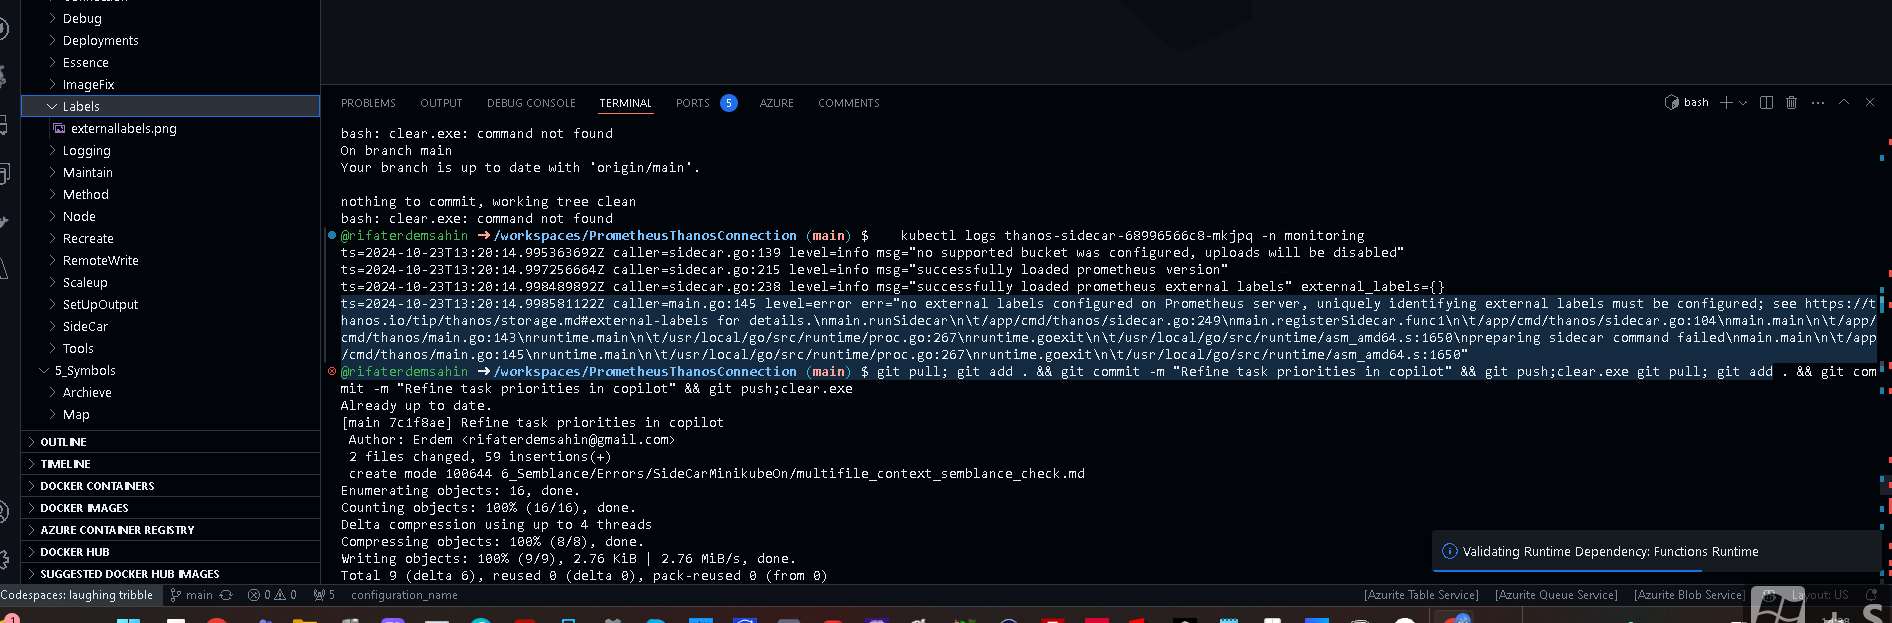 Connection
Debug
Deployments
Essence
ImageFix
Labels
externallabels.png
Logging
Maintain
Method
Node
Recreate
RemoteWrite
Scaleup
SetUpOutput
SideCar
Tools
5_Symbols
Archieve
Map
OUTLINE
TIMELINE
DOCKER CONTAINERS
DOCKER IMAGES
AZURE CONTAINER REGISTRY
DOCKER HUB
SUGGESTED DOCKER HUB IMAGES
PROBLEMS OUTPUT DEBUG CONSOLE TERMINAL PORTS 5 AZURE COMMENTS
bash
bash: clear.exe: command not found
On branch main
Your branch is up to date with 'origin/main'.
nothing to commit, working tree clean
bash: clear.exe: command not found
@rifaterdemsahin ➜ /workspaces/PrometheusThanosConnection (main) $ kubectl logs thanos-sidecar-68996566c8-mkjpq -n monitoring
ts=2024-10-23T13:20:14.995363692Z caller=sidecar.go:139 level=info msg="no supported bucket was configured, uploads will be disabled"
ts=2024-10-23T13:20:14.997256664Z caller=sidecar.go:215 level=info msg="successfully loaded prometheus version"
ts=2024-10-23T13:20:14.998489892Z caller=sidecar.go:238 level=info msg="successfully loaded prometheus external labels" external_labels={}
ts=2024-10-23T13:20:14.998581122Z caller=main.go:145 level=error err="no external labels configured on Prometheus server, uniquely identifying external labels must be configured; see https://t
hanos.io/tip/thanos/storage.md#external-labels for details.\nmain.runSidecar\n\t/app/cmd/thanos/sidecar.go:249\nmain.registerSidecar.func1\n\t/app/cmd/thanos/sidecar.go:104\nmain.main\n\t/app/
cmd/thanos/main.go:143\nruntime.main\n\t/usr/local/go/src/runtime/proc.go:267\nruntime.goexit\n\t/usr/local/go/src/runtime/asm_amd64.s:1650\npreparing sidecar command failed\nmain.main\n\t/app
/cmd/thanos/main.go:145\nruntime.main\n\t/usr/local/go/src/runtime/proc.go:267\nruntime.goexit\n\t/usr/local/go/src/runtime/asm_amd64.s:1650"
@rifaterdemsahin ➜ /workspaces/PrometheusThanosConnection (main) $ git pull; git add . && git commit -m "Refine task priorities in copilot" && git push;clear.exe git pull; git add . && git com
mit -m "Refine task priorities in copilot" && git push;clear.exe
Already up to date.
[main 7c1f8ae] Refine task priorities in copilot
Author: Erdem <rifaterdemsahin@gmail.com>
2 files changed, 59 insertions(+)
create mode 100644 6_Semblance/Errors/SideCarMinikubeOn/multifile_context_semblance_check.md
Enumerating objects: 16, done.
Counting objects: 100% (16/16), done.
Delta compression using up to 4 threads
Compressing objects: 100% (8/8), done.
Writing objects: 100% (9/9), 2.76 KiB | 2.76 MiB/s, done.
Total 9 (delta 6), reused 0 (delta 0), pack-reused 0 (from 0)
Validating Runtime Dependency: Functions Runtime
Codespaces: laughing tribble main 0 0 5 configuration_name [Azurite Table Service] [Azurite Queue Service] [Azurite Blob Service] Layout: US